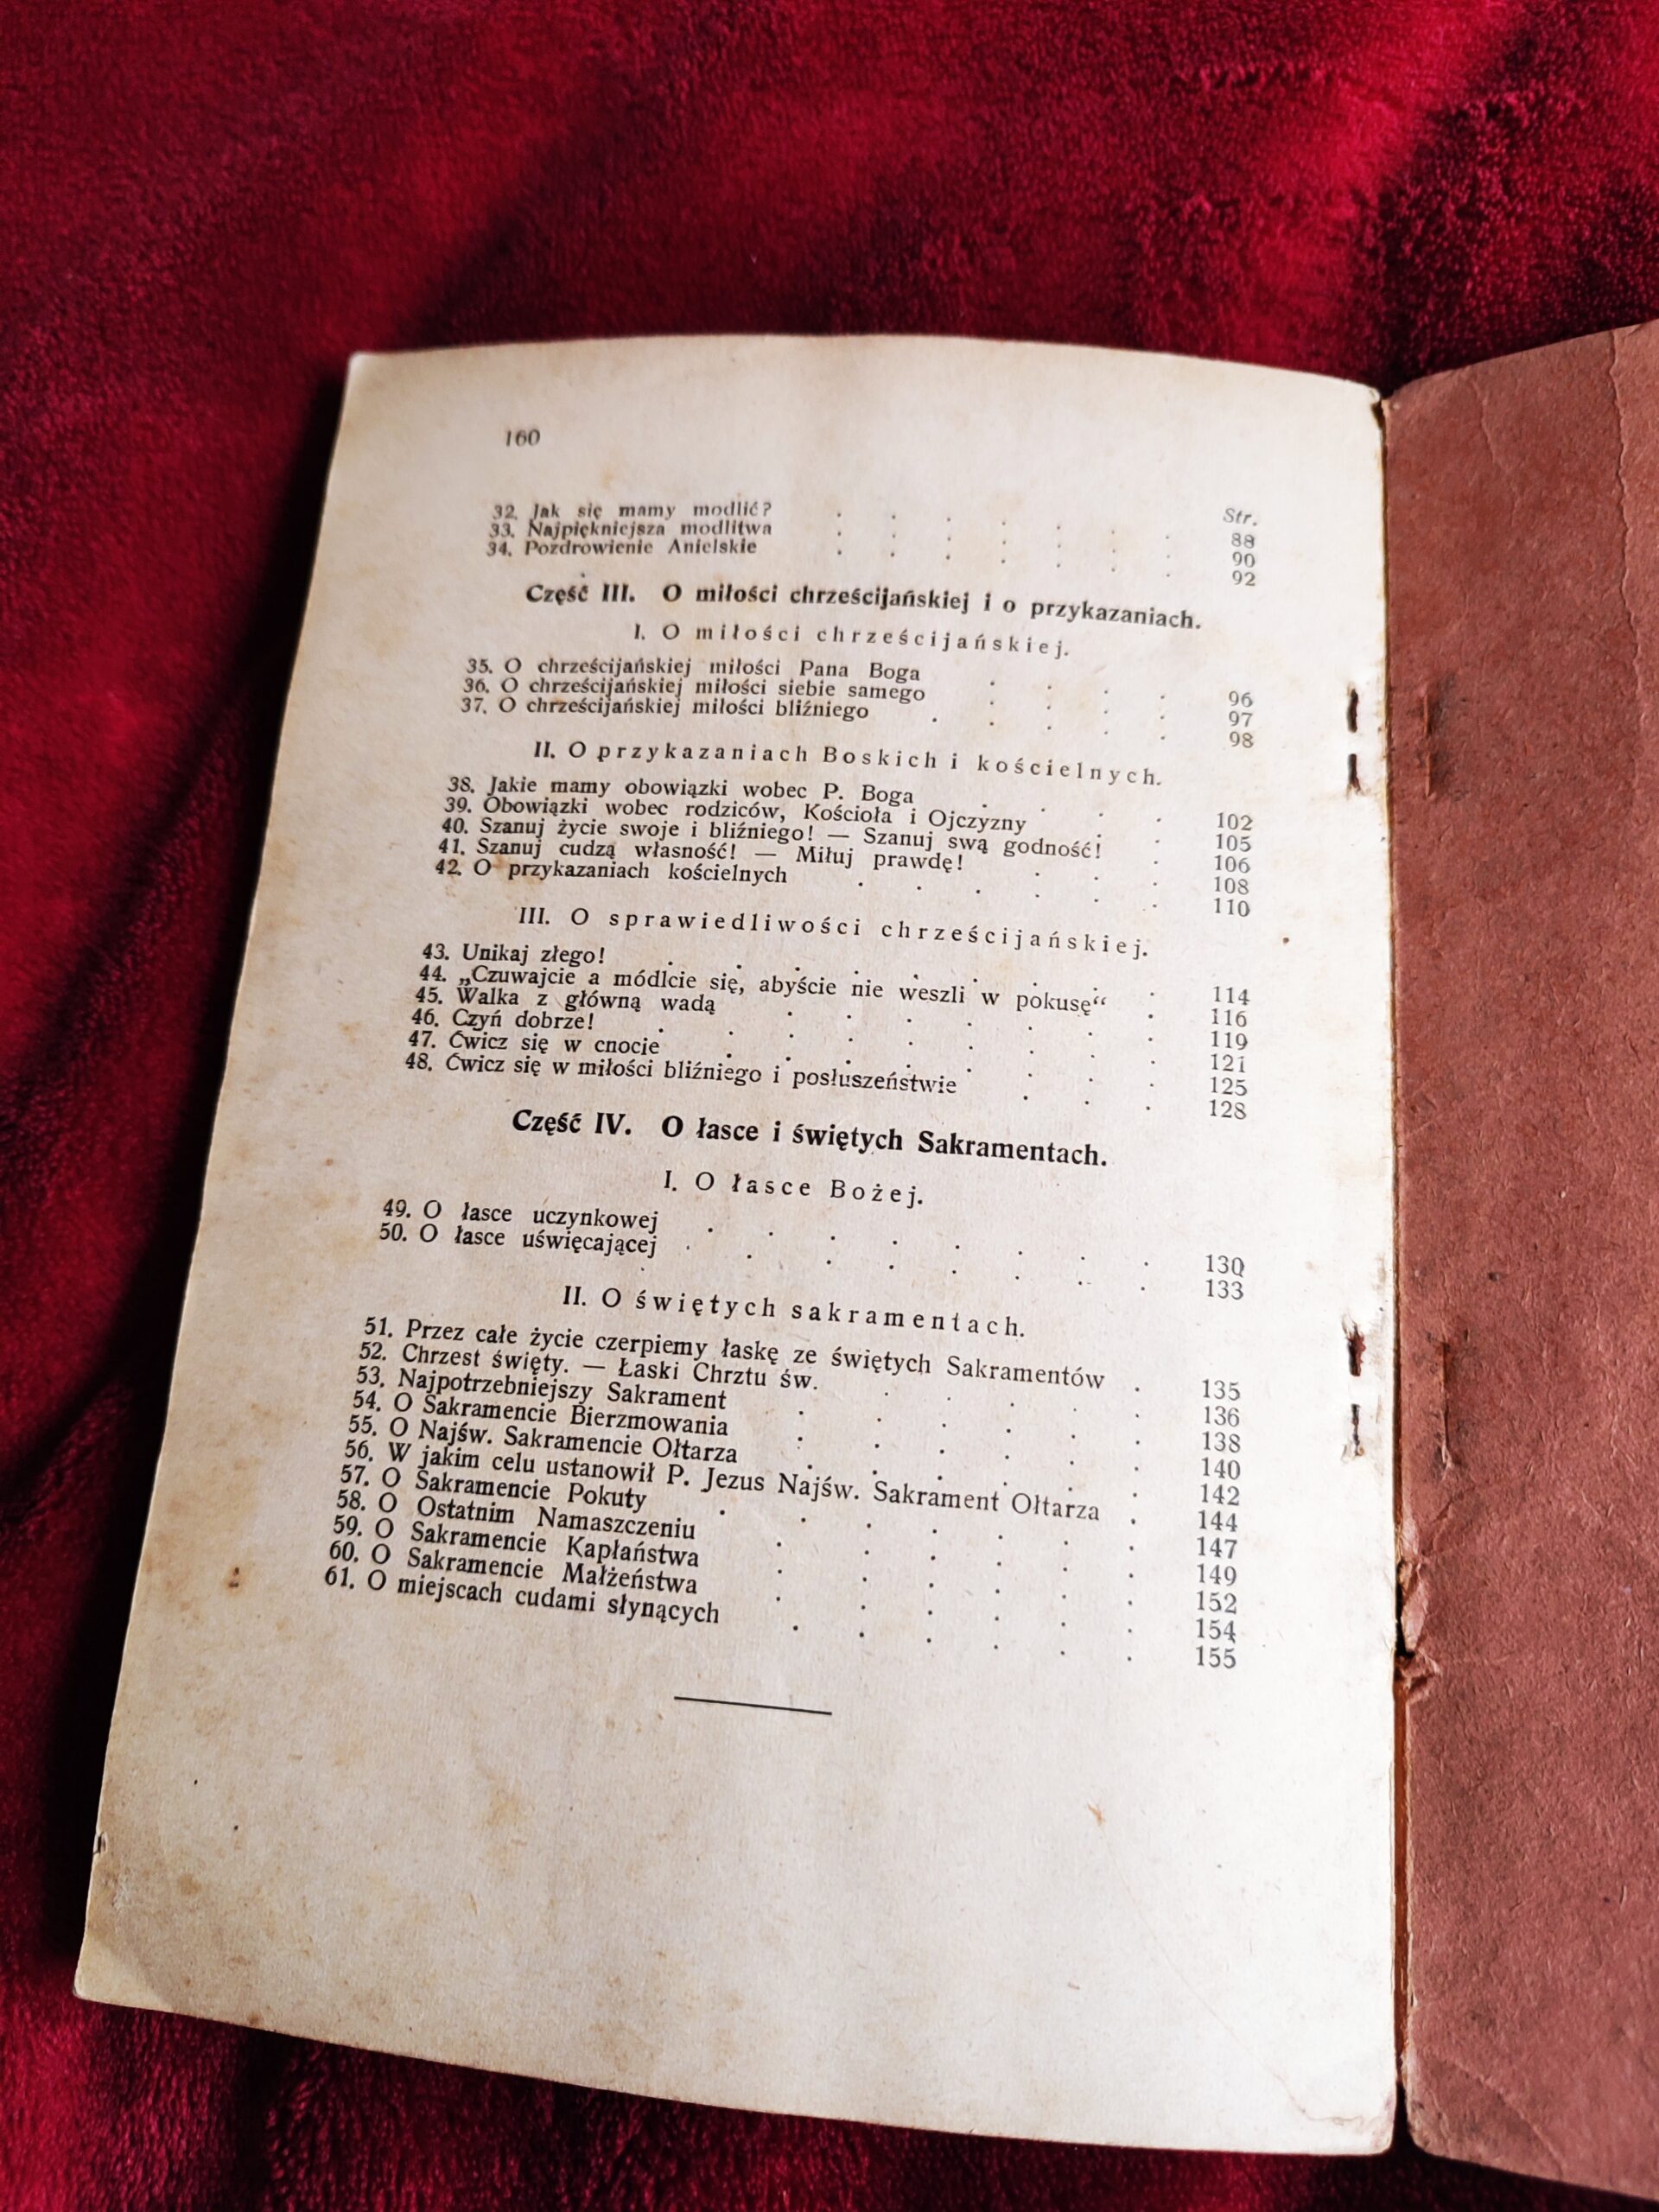 160
Str.
32. Jak się mamy modlić? . . . . . . . 88
33. Najpiękniejsza modlitwa . . . . . . . 90
34. Pozdrowienie Anielskie . . . . . . . 92
Część III. O miłości chrześcijańskiej i o przykazaniach.
I. O miłości chrześcijańskiej.
35. O chrześcijańskiej miłości Pana Boga . . . . 96
36. O chrześcijańskiej miłości siebie samego . . . . 97
37. O chrześcijańskiej miłości bliźniego . . . . . 98
II. O przykazaniach Boskich i kościelnych.
38. Jakie mamy obowiązki wobec P. Boga . . . . 102
39. Obowiązki wobec rodziców, Kościoła i Ojczyzny . . 105
40. Szanuj życie swoje i bliźniego! — Szanuj swą godność! . 106
41. Szanuj cudzą własność! — Miłuj prawdę! . . . 108
42. O przykazaniach kościelnych . . . . . . 110
III. O sprawiedliwości chrześcijańskiej.
43. Unikaj złego! . . . . . . . . . 114
44. „Czuwajcie a módlcie się, abyście nie weszli w pokusę“ . 116
45. Walka z główną wadą . . . . . . . 119
46. Czyń dobrze! . . . . . . . . . 121
47. Ćwicz się w cnocie . . . . . . . . 125
48. Ćwicz się w miłości bliźniego i posłuszeństwie . . . 128
Część IV. O łasce i świętych Sakramentach.
I. O łasce Bożej.
49. O łasce uczynkowej . . . . . . . . 130
50. O łasce uświęcającej . . . . . . . . 133
II. O świętych sakramentach.
51. Przez całe życie czerpiemy łaskę ze świętych Sakramentów . 135
52. Chrzest święty. — Łaski Chrztu św. . . . . . 136
53. Najpotrzebniejszy Sakrament . . . . . . 138
54. O Sakramencie Bierzmowania . . . . . . 140
55. O Najśw. Sakramencie Ołtarza . . . . . . 142
56. W jakim celu ustanowił P. Jezus Najśw. Sakrament Ołtarza . 144
57. O Sakramencie Pokuty . . . . . . . 147
58. O Ostatnim Namaszczeniu . . . . . . 149
59. O Sakramencie Kapłaństwa . . . . . . 152
60. O Sakramencie Małżeństwa . . . . . . 154
61. O miejscach cudami słynących . . . . . . 155